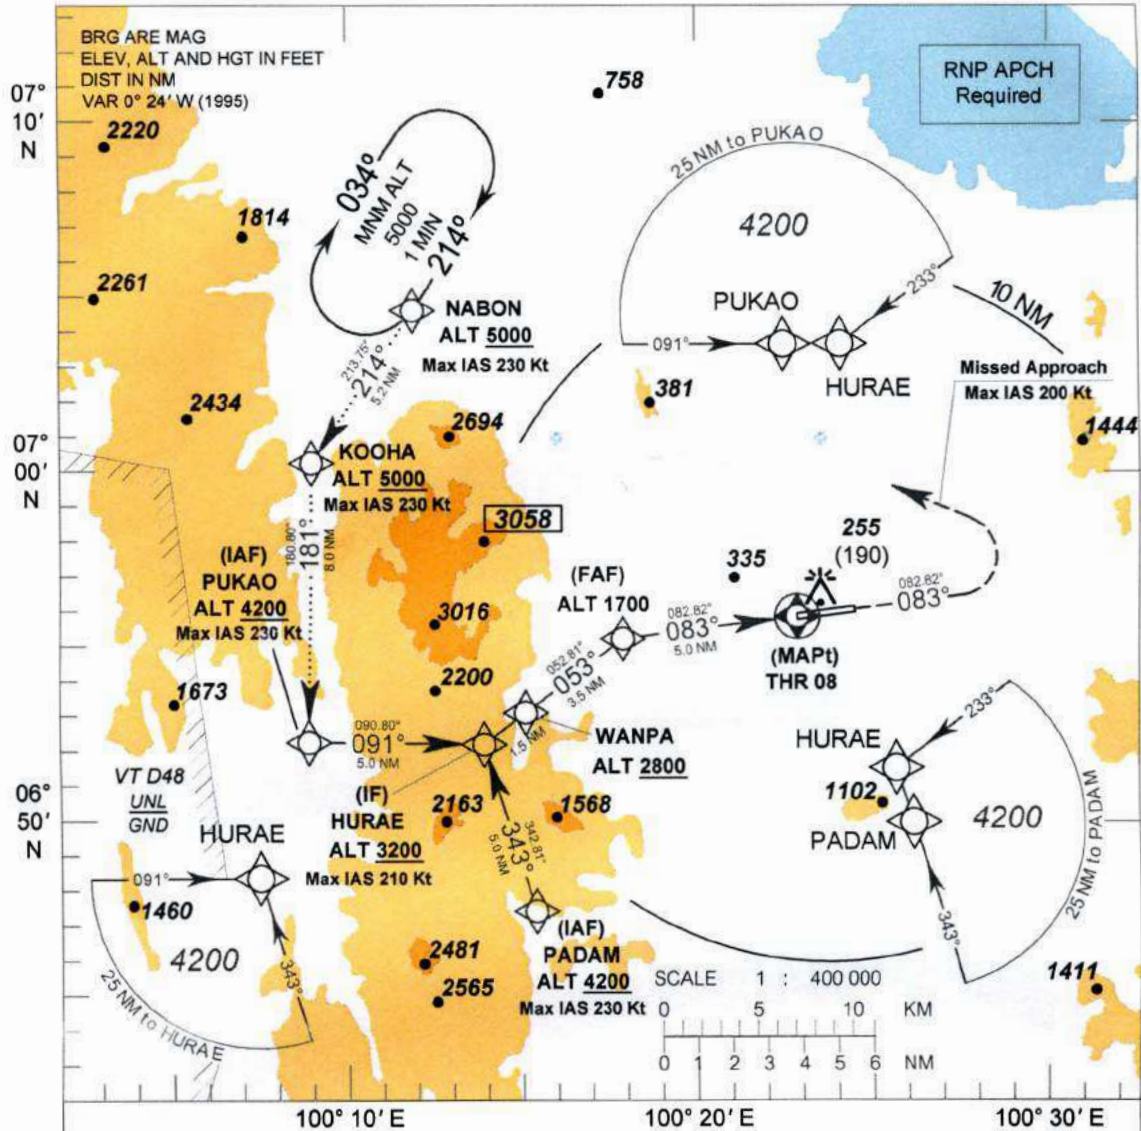 BRG ARE MAG
ELEV, ALT AND HGT IN FEET
DIST IN NM
VAR 0° 24' W (1995)
RNP APCH
Required
07°
10'
N
2220
758
1814
2261
034°
MNM ALT
5000
1 MIN
214°
25 NM to PUKAO
4200
233°
10 NM
NABON
ALT 5000
Max IAS 230 Kt
PUKAO
091°
HURAE
213.75°
214°
5.2 NM
Missed Approach
Max IAS 200 Kt
381
2434
2694
1444
07°
00'
N
KOOHA
ALT 5000
Max IAS 230 Kt
3058
180.80°
181°
8.0 NM
255
(190)
335
(IAF)
PUKAO
ALT 4200
Max IAS 230 Kt
(FAF)
ALT 1700
082.82°
083°
5.0 NM
082.82°
083°
3016
(MAPt)
THR 08
052.81°
053°
3.5 NM
2200
1673
090.80°
091°
5.0 NM
1.5 NM
WANPA
ALT 2800
HURAE
233°
VT D48
UNL
GND
06°
50'
N
(IF)
HURAE
ALT 3200
Max IAS 210 Kt
2163
1568
1102
PADAM
4200
25 NM to PADAM
343°
342.81°
343°
5.0 NM
HURAE
091°
1460
4200
343°
25 NM to HURAE
(IAF)
PADAM
ALT 4200
Max IAS 230 Kt
2481
2565
1411
SCALE 1 : 400 000
0 5 10 KM
0 1 2 3 4 5 6 NM
100° 10' E
100° 20' E
100° 30' E